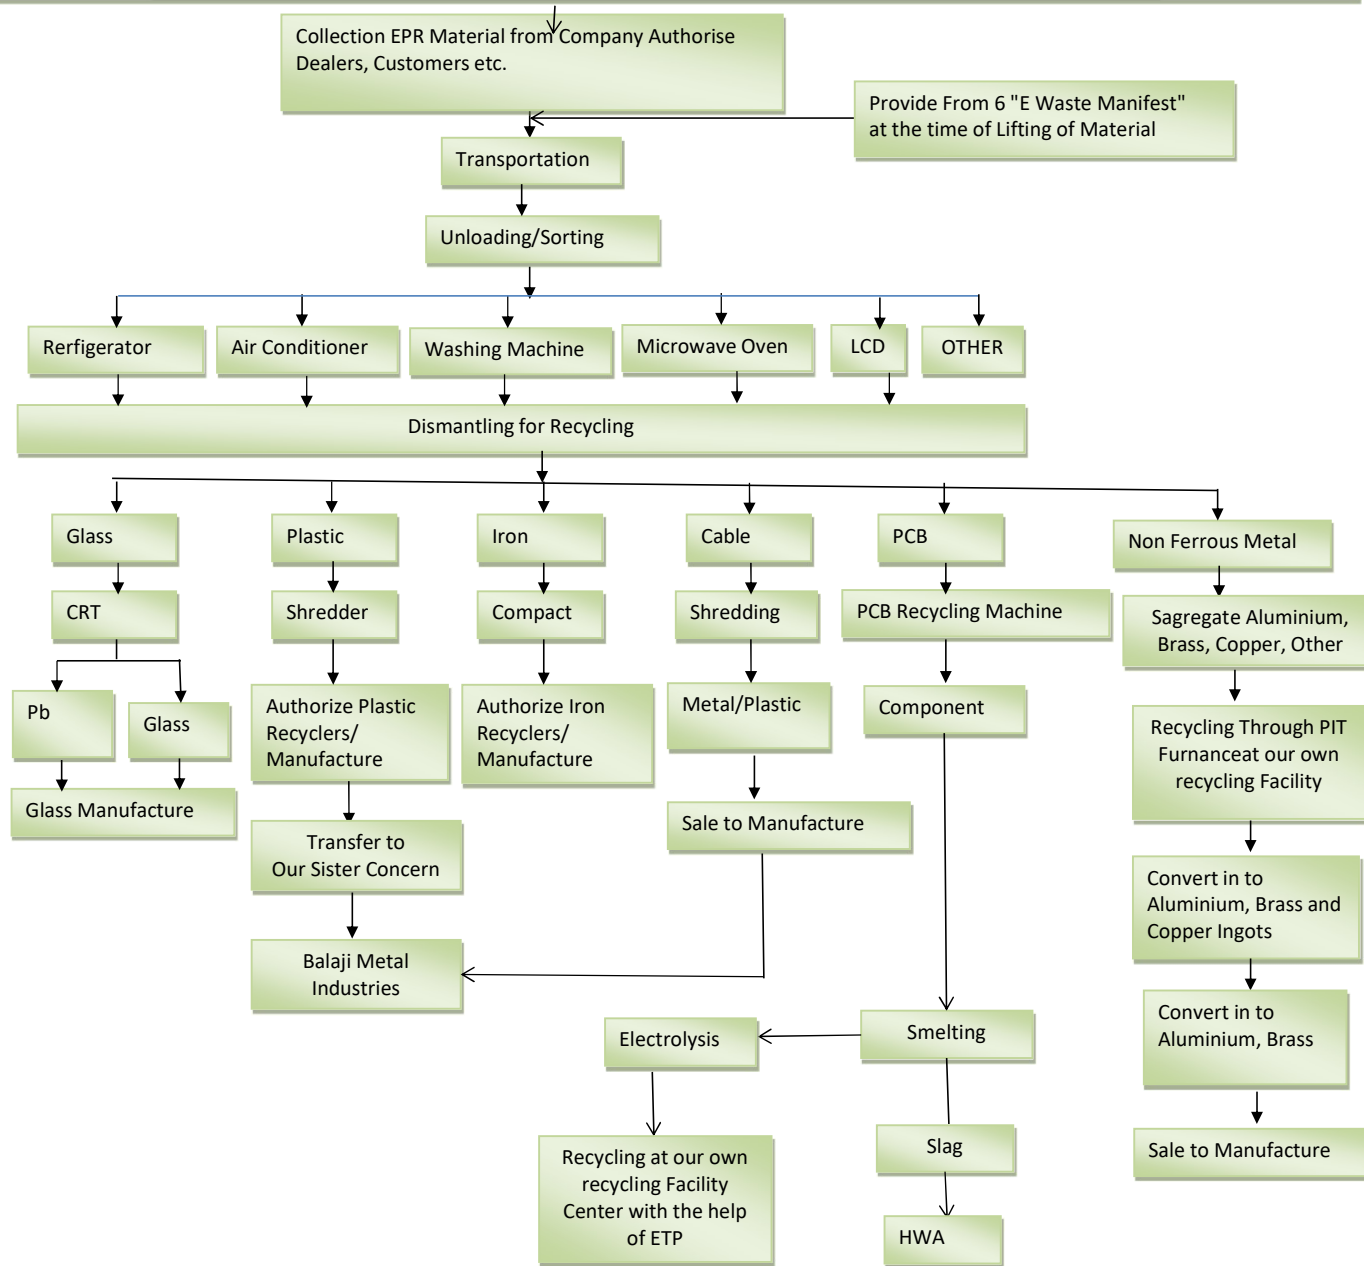 Collection EPR Material from Company Authorise
Dealers, Customers etc.
Provide From 6 "E Waste Manifest"
at the time of Lifting of Material
Transportation
Unloading/Sorting
Rerfigerator
Air Conditioner
Washing Machine
Microwave Oven
LCD
OTHER
Dismantling for Recycling
Glass
Plastic
Iron
Cable
PCB
Non Ferrous Metal
CRT
Shredder
Compact
Shredding
PCB Recycling Machine
Sagregate Aluminium,
Brass, Copper, Other
Pb
Glass
Authorize Plastic
Recyclers/
Manufacture
Authorize Iron
Recyclers/
Manufacture
Metal/Plastic
Component
Recycling Through PIT
Furnanceat our own
recycling Facility
Glass Manufacture
Transfer to
Our Sister Concern
Sale to Manufacture
Convert in to
Aluminium, Brass and
Copper Ingots
Balaji Metal
Industries
Electrolysis
Smelting
Convert in to
Aluminium, Brass
Recycling at our own
recycling Facility
Center with the help
of ETP
Slag
Sale to Manufacture
HWA